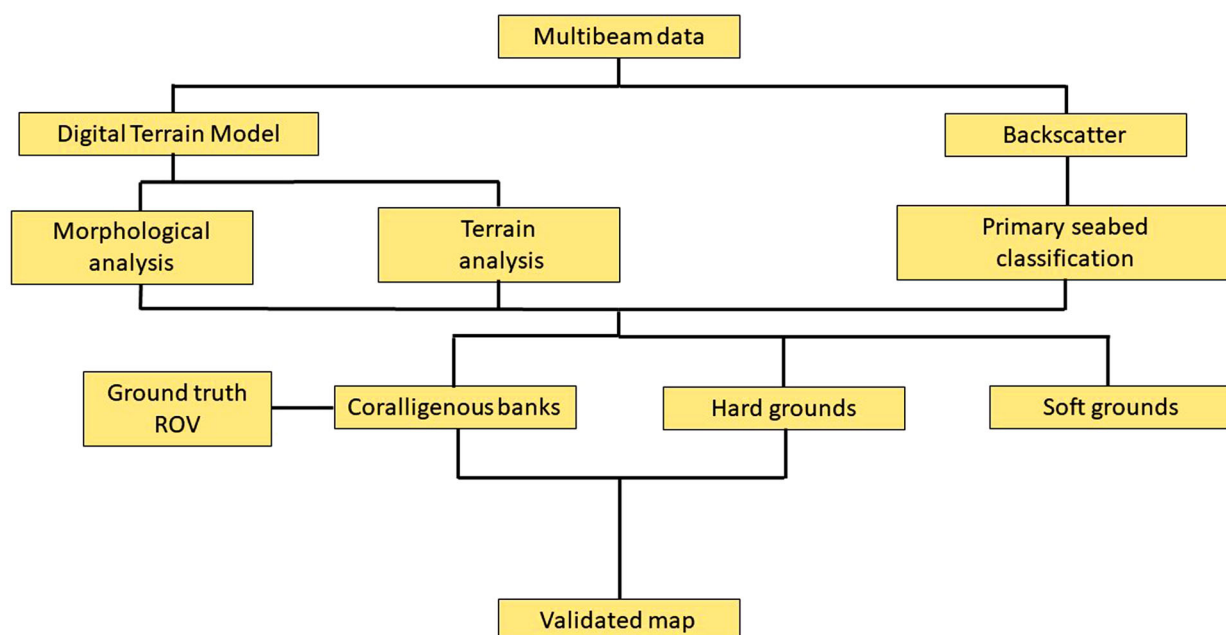 Multibeam data
Digital Terrain Model
Backscatter
Morphological
analysis
Terrain
analysis
Primary seabed
classification
Ground truth
ROV
Coralligenous banks
Hard grounds
Soft grounds
Validated map